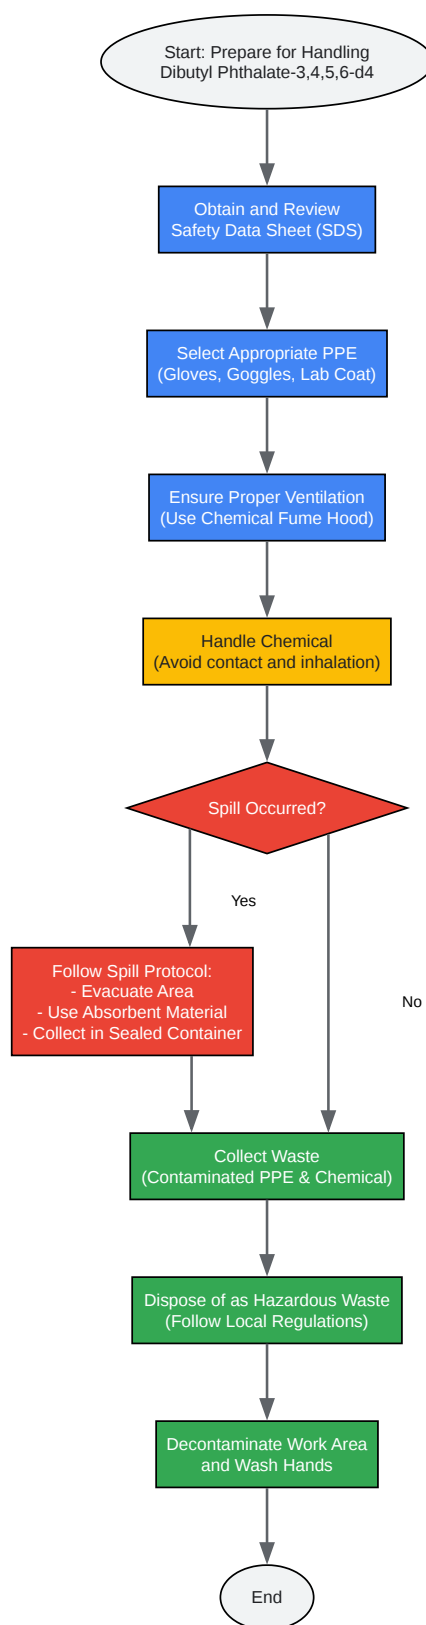 Start: Prepare for Handling
Dibutyl Phthalate-3,4,5,6-d4
Obtain and Review
Safety Data Sheet (SDS)
Select Appropriate PPE
(Gloves, Goggles, Lab Coat)
Ensure Proper Ventilation
(Use Chemical Fume Hood)
Handle Chemical
(Avoid contact and inhalation)
Spill Occurred?
Yes
Follow Spill Protocol:
- Evacuate Area
- Use Absorbent Material
- Collect in Sealed Container
No
Collect Waste
(Contaminated PPE & Chemical)
Dispose of as Hazardous Waste
(Follow Local Regulations)
Decontaminate Work Area
and Wash Hands
End